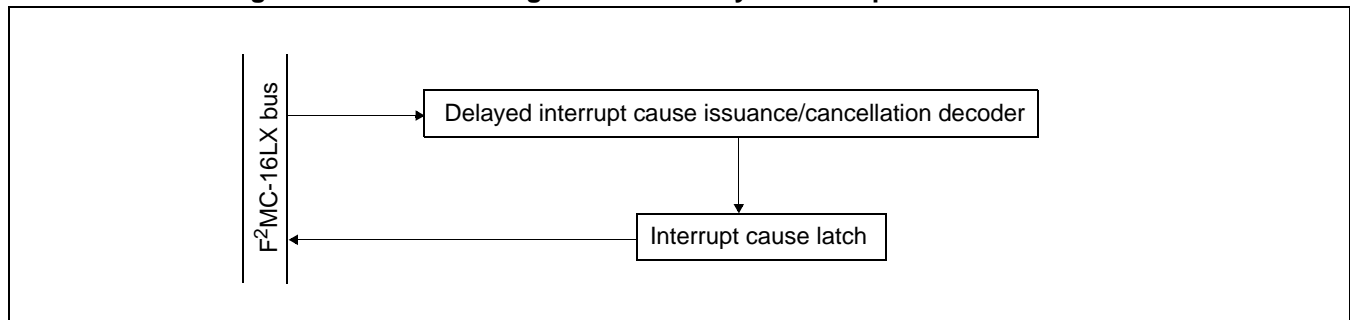 Delayed interrupt cause issuance/cancellation decoder
F²MC-16LX bus
Interrupt cause latch